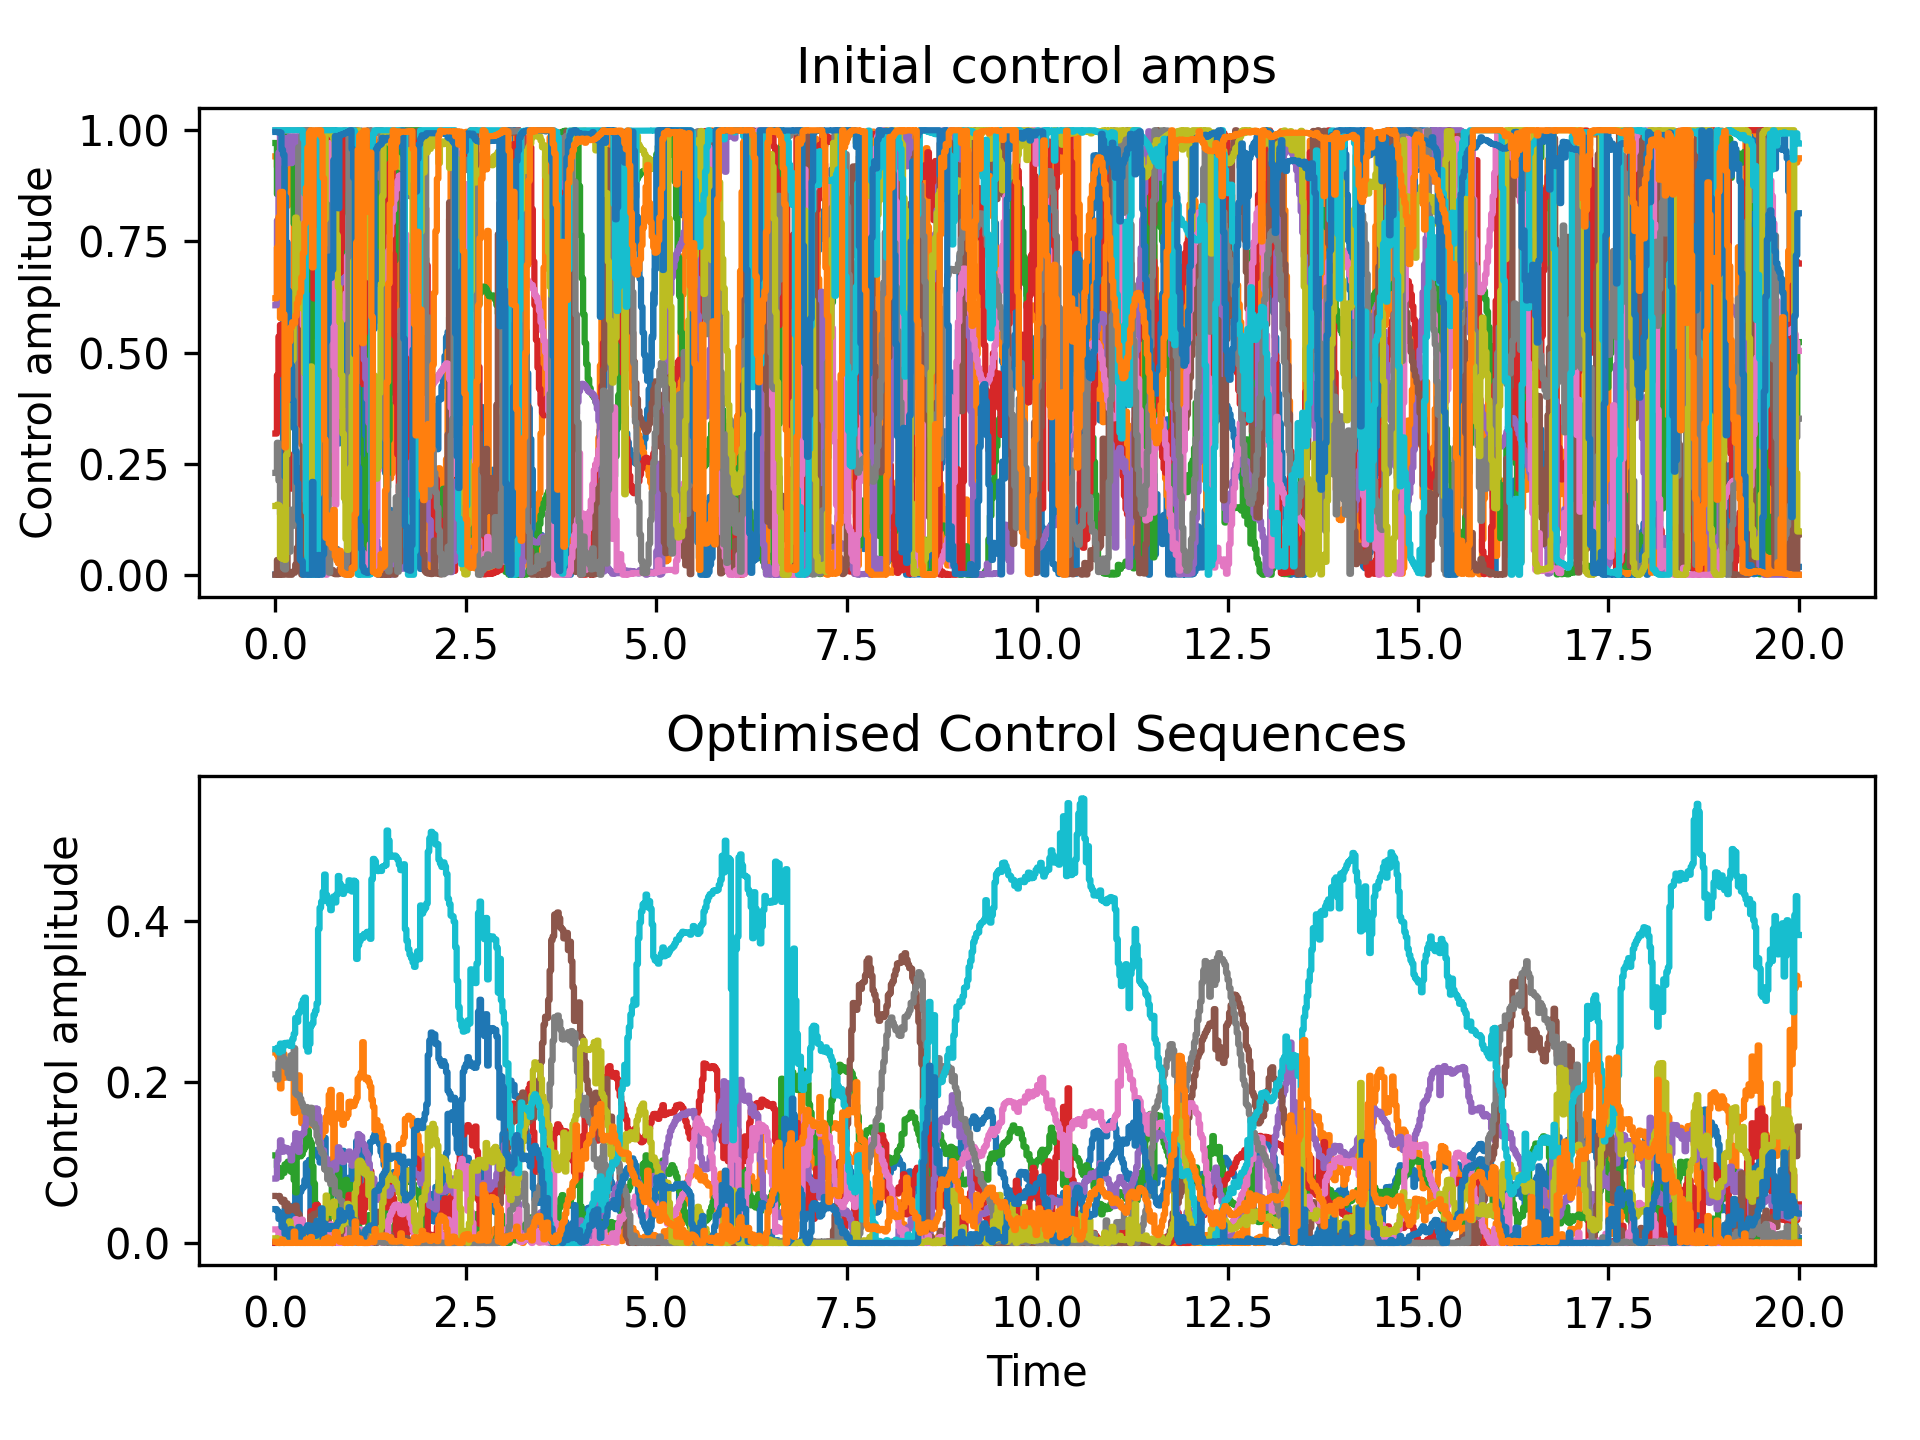 Initial control amps
Control amplitude
1.00
0.75
0.50
0.25
0.00
0.0 2.5 5.0 7.5 10.0 12.5 15.0 17.5 20.0
Optimised Control Sequences
Control amplitude
0.4
0.2
0.0
0.0 2.5 5.0 7.5 10.0 12.5 15.0 17.5 20.0
Time